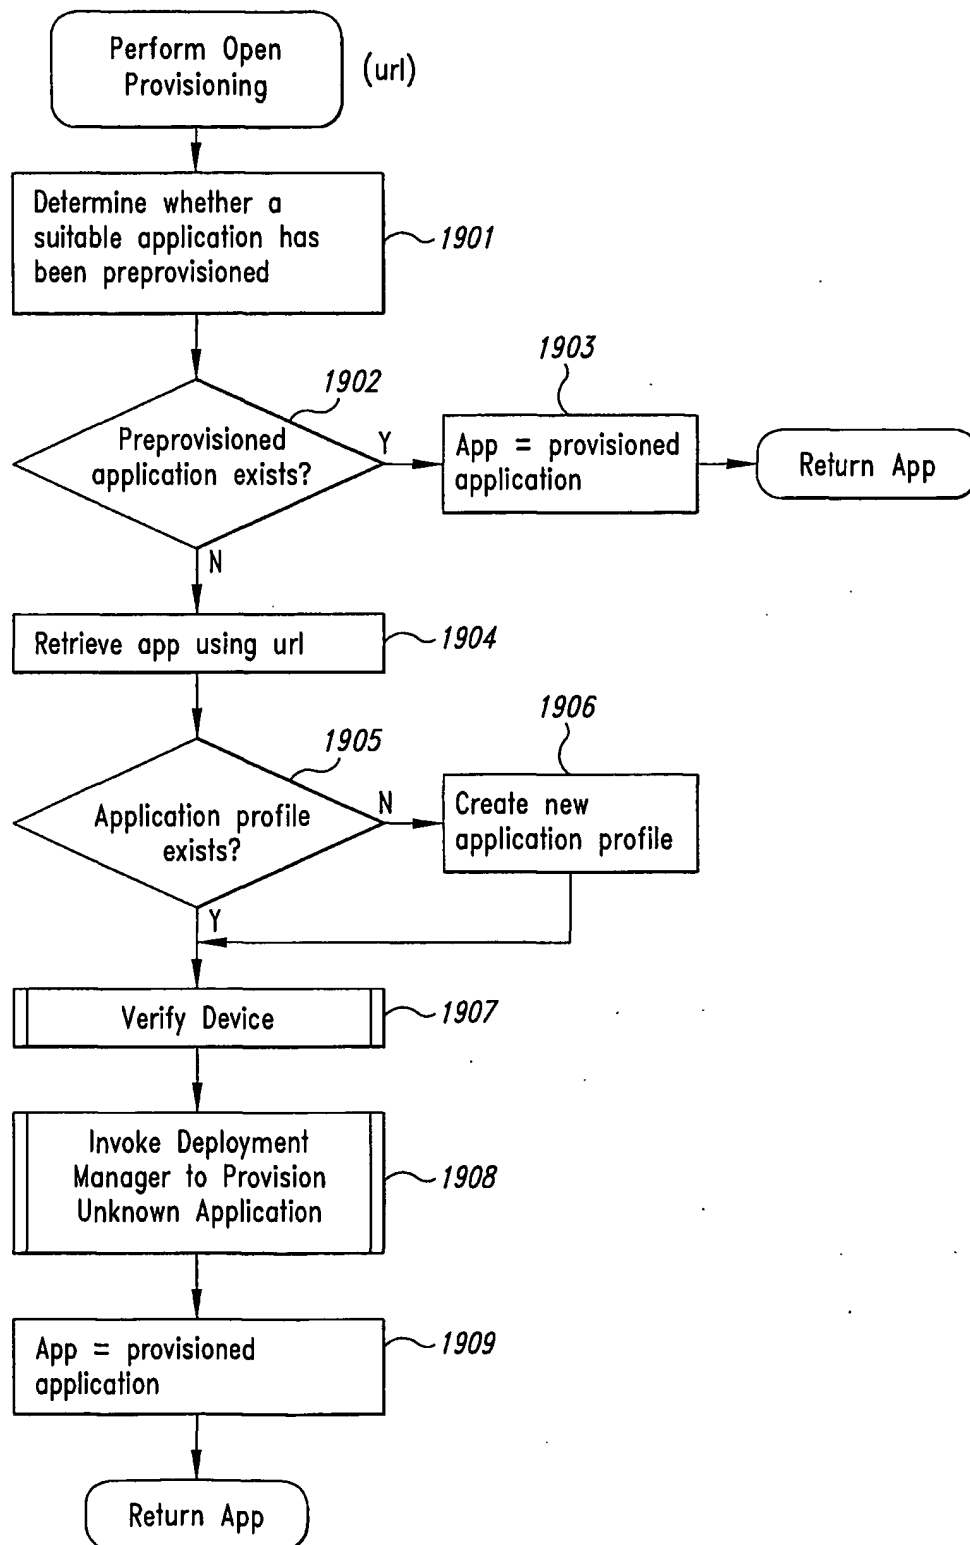 Perform Open
Provisioning
(url)
Determine whether a
suitable application has
been preprovisioned
1901
1902
Preprovisioned
application exists?
Y
N
1903
App = provisioned
application
Return App
Retrieve app using url
1904
1905
Application profile
exists?
N
Y
1906
Create new
application profile
Verify Device
1907
Invoke Deployment
Manager to Provision
Unknown Application
1908
App = provisioned
application
1909
Return App